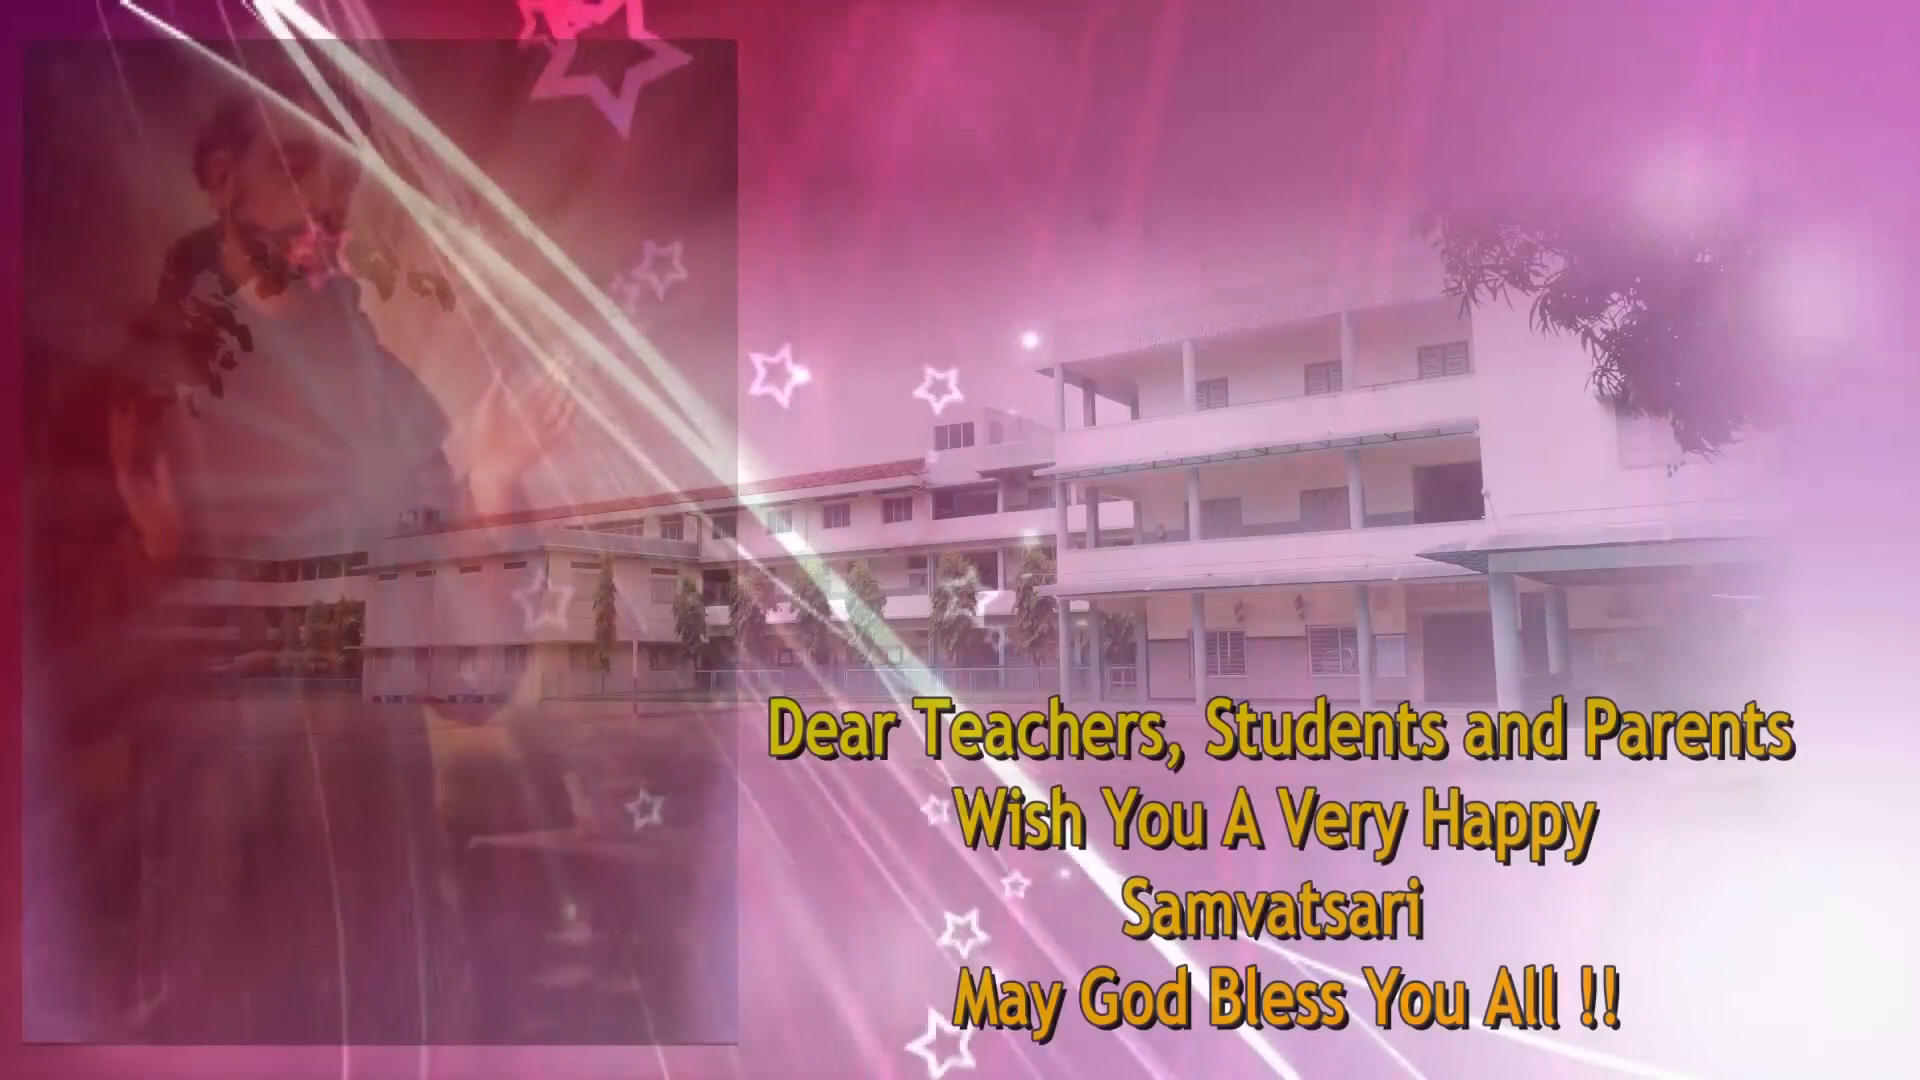 Dear Teachers, Students and Parents
Wish You A Very Happy
Samvatsari
May God Bless You All !!